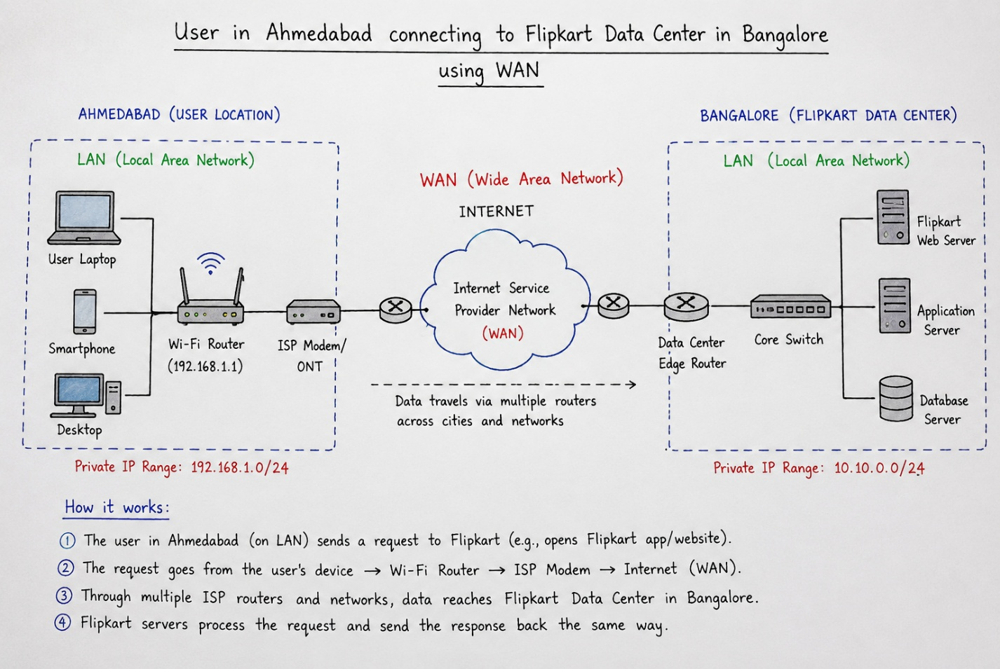 User in Ahmedabad connecting to Flipkart Data Center in Bangalore
using WAN
AHMEDABAD (USER LOCATION)
LAN (Local Area Network)
User Laptop
Smartphone
Desktop
Wi-Fi Router
(192.168.1.1)
ISP Modem/
ONT
Private IP Range: 192.168.1.0/24
WAN (Wide Area Network)
INTERNET
Internet Service
Provider Network
(WAN)
Data travels via multiple routers
across cities and networks
BANGALORE (FLIPKART DATA CENTER)
LAN (Local Area Network)
Data Center
Edge Router
Core Switch
Flipkart
Web Server
Application
Server
Database
Server
Private IP Range: 10.10.0.0/24
How it works:
① The user in Ahmedabad (on LAN) sends a request to Flipkart (e.g., opens Flipkart app/website).
② The request goes from the user's device → Wi-Fi Router → ISP Modem → Internet (WAN).
③ Through multiple ISP routers and networks, data reaches Flipkart Data Center in Bangalore.
④ Flipkart servers process the request and send the response back the same way.